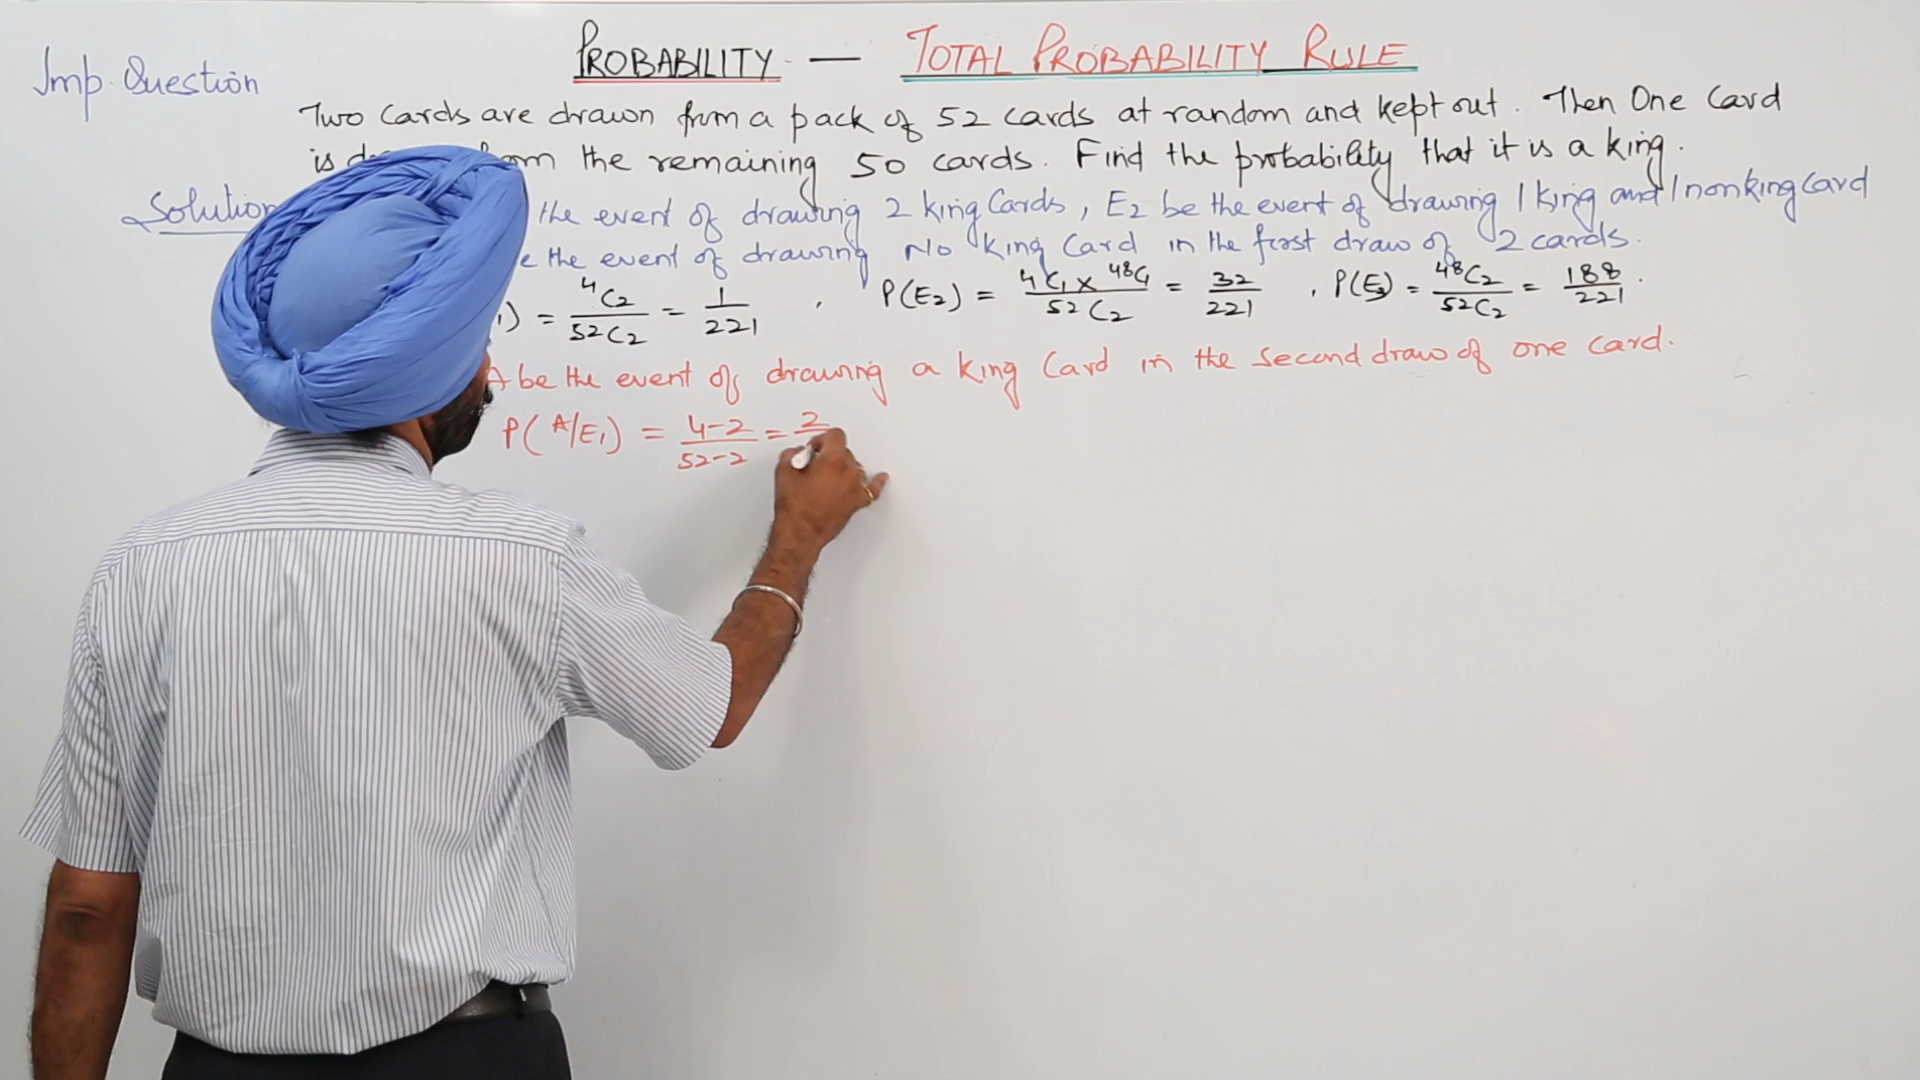 PROBABILITY — TOTAL PROBABILITY RULE
Imp. Question
Two cards are drawn from a pack of 52 cards at random and kept out. Then One Card
is from the remaining 50 cards. Find the probability that it is a king.
Solution the event of drawing 2 king Cards, E2 be the event of drawing 1 king and 1 nonking Card
the event of drawing No king Card in the first draw of 2 cards.
1) = 4C2/52C2 = 1/221 , P(E2) = 4C1 x 48C1/52C2 = 32/221 , P(E3) = 48C2/52C2 = 188/221 .
A be the event of drawing a king Card in the second draw of one card.
P(A/E1) = 4-2/52-2 = 2